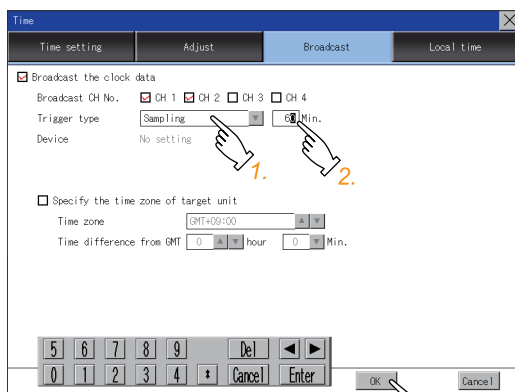 Time
Time setting Adjust Broadcast Local time
Broadcast the clock data
Broadcast CH No. CH 1 CH 2 CH 3 CH 4
Trigger type Sampling 60 Min.
Device No setting
1. 2.
Specify the time zone of target unit
Time zone GMT+09:00
Time difference from GMT 0 hour 0 Min.
5 6 7 8 9 Del
0 1 2 3 4 Cancel Enter
OK Cancel